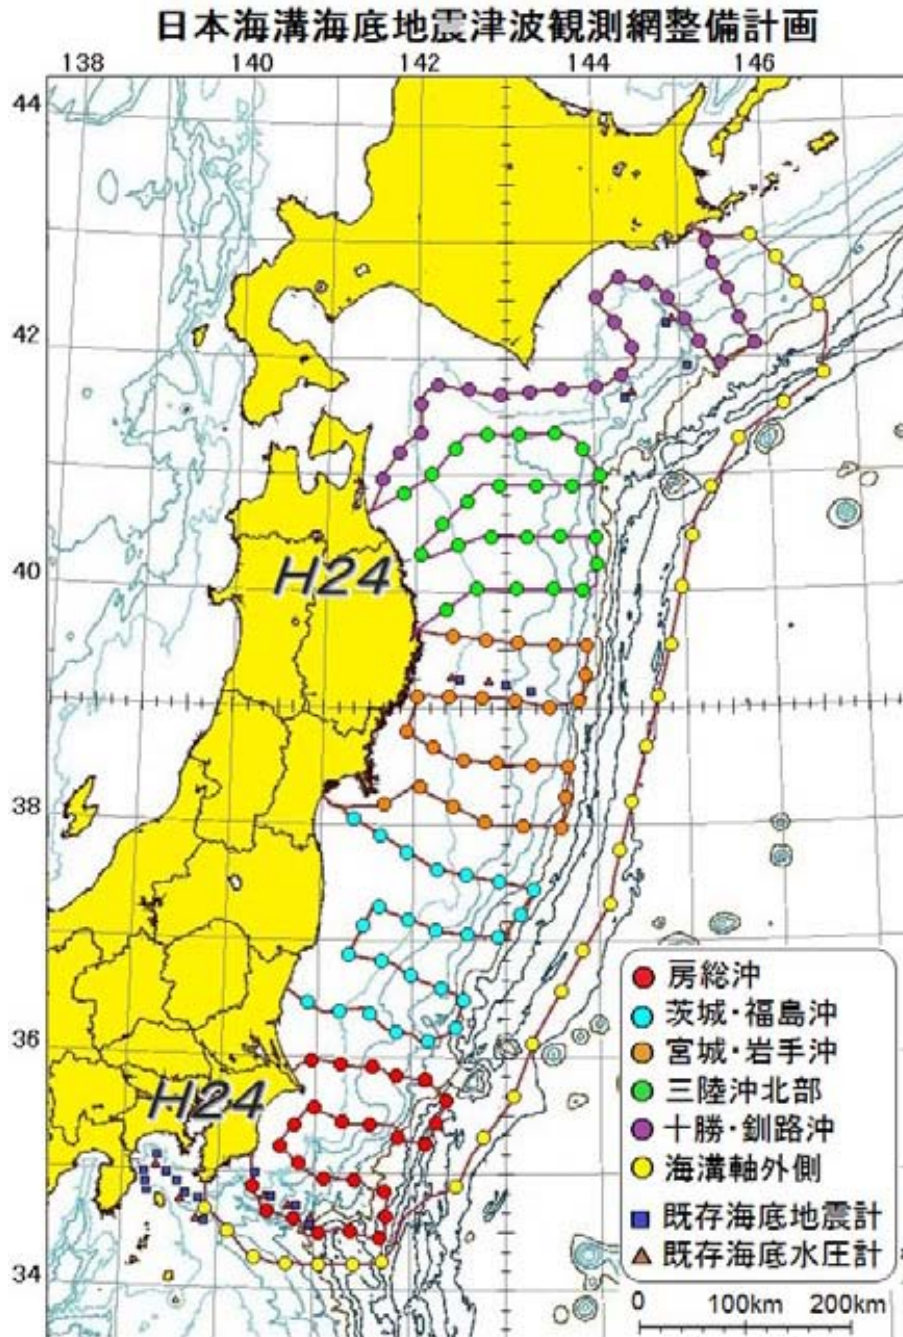 日本海溝海底地震津波観測網整備計画
138 140 142 144 146
44
42
40
H24
38
36
H24
34
房総沖
茨城・福島沖
宮城・岩手沖
三陸沖北部
十勝・釧路沖
海溝軸外側
既存海底地震計
既存海底水圧計
0 100km 200km